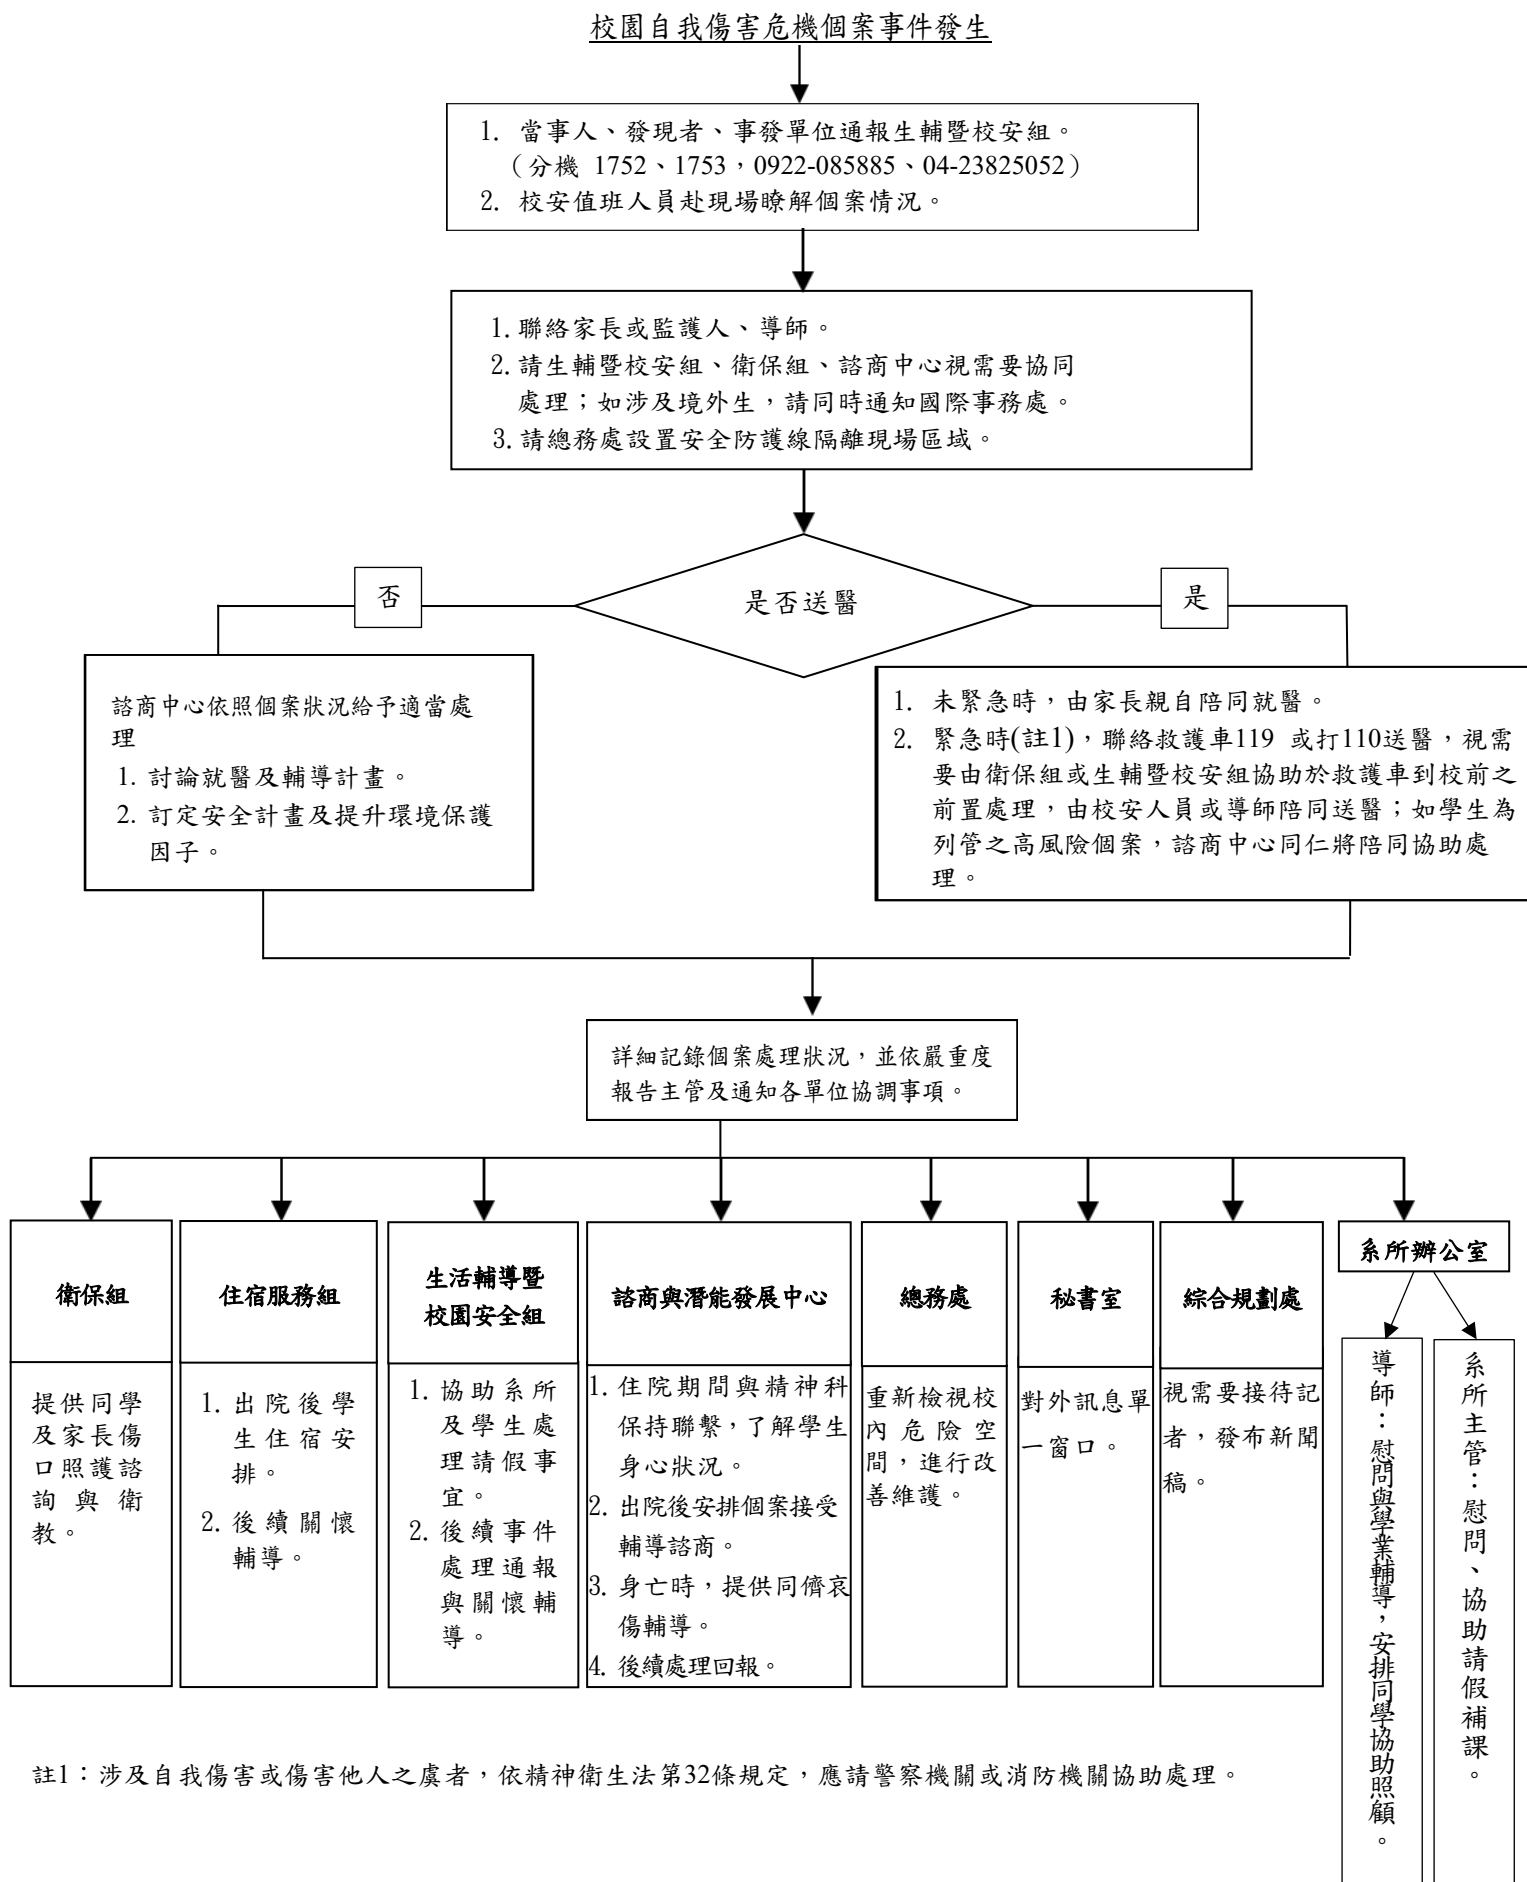 校園自我傷害危機個案事件發生
1. 當事人、發現者、事發單位通報生輔暨校安組。
（分機 1752、1753，0922-085885、04-23825052）
2. 校安值班人員赴現場瞭解個案情況。
1. 聯絡家長或監護人、導師。
2. 請生輔暨校安組、衛保組、諮商中心視需要協同
處理；如涉及境外生，請同時通知國際事務處。
3. 請總務處設置安全防護線隔離現場區域。
是否送醫
否
是
諮商中心依照個案狀況給予適當處
理
1. 討論就醫及輔導計畫。
2. 訂定安全計畫及提升環境保護
因子。
1. 未緊急時，由家長親自陪同就醫。
2. 緊急時(註1)，聯絡救護車119 或打110送醫，視需
要由衛保組或生輔暨校安組協助於救護車到校前之
前置處理，由校安人員或導師陪同送醫；如學生為
列管之高風險個案，諮商中心同仁將陪同協助處
理。
詳細記錄個案處理狀況，並依嚴重度
報告主管及通知各單位協調事項。
衛保組
提供同學
及家長傷
口照護諮
詢與衛
教。
住宿服務組
1. 出院後學
生住宿安
排。
2. 後續關懷
輔導。
生活輔導暨
校園安全組
1. 協助系所
及學生處
理請假事
宜。
2. 後續事件
處理通報
與關懷輔
導。
諮商與潛能發展中心
1. 住院期間與精神科
保持聯繫，了解學生
身心狀況。
2. 出院後安排個案接受
輔導諮商。
3. 身亡時，提供同儕哀
傷輔導。
4. 後續處理回報。
總務處
重新檢視校
內危險空
間，進行改
善維護。
秘書室
對外訊息單
一窗口。
綜合規劃處
視需要接待記
者，發布新聞
稿。
系所辦公室
導師：慰問與學業輔導，安排同學協助照顧。
系所主管：慰問、協助請假補課。
註1：涉及自我傷害或傷害他人之虞者，依精神衛生法第32條規定，應請警察機關或消防機關協助處理。